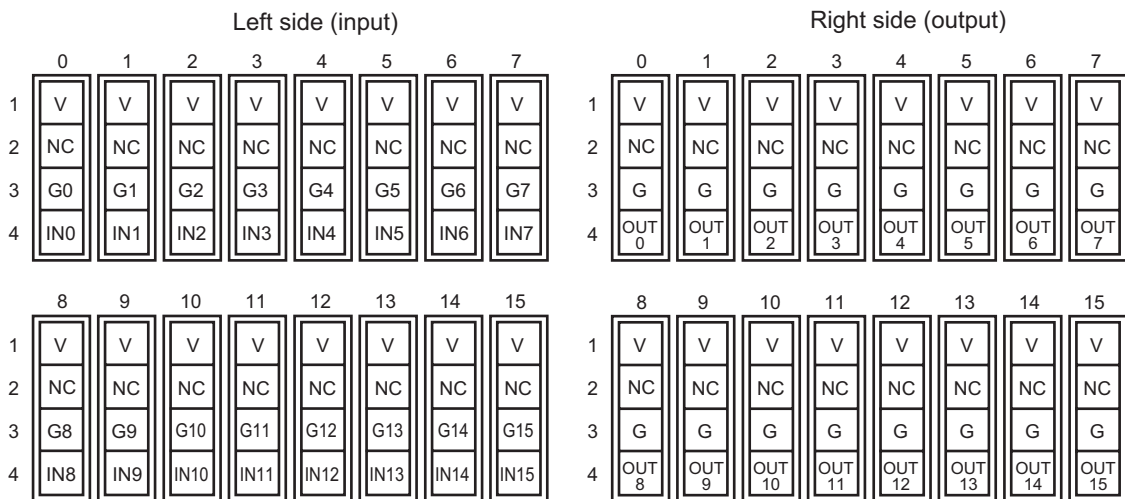 Left side (input)
Right side (output)
0 1 2 3 4 5 6 7
0 1 2 3 4 5 6 7
1 V V V V V V V V
1 V V V V V V V V
2 NC NC NC NC NC NC NC NC
2 NC NC NC NC NC NC NC NC
3 G0 G1 G2 G3 G4 G5 G6 G7
3 G G G G G G G G
4 IN0 IN1 IN2 IN3 IN4 IN5 IN6 IN7
4 OUT 0 OUT 1 OUT 2 OUT 3 OUT 4 OUT 5 OUT 6 OUT 7
8 9 10 11 12 13 14 15
8 9 10 11 12 13 14 15
1 V V V V V V V V
1 V V V V V V V V
2 NC NC NC NC NC NC NC NC
2 NC NC NC NC NC NC NC NC
3 G8 G9 G10 G11 G12 G13 G14 G15
3 G G G G G G G G
4 IN8 IN9 IN10 IN11 IN12 IN13 IN14 IN15
4 OUT 8 OUT 9 OUT 10 OUT 11 OUT 12 OUT 13 OUT 14 OUT 15